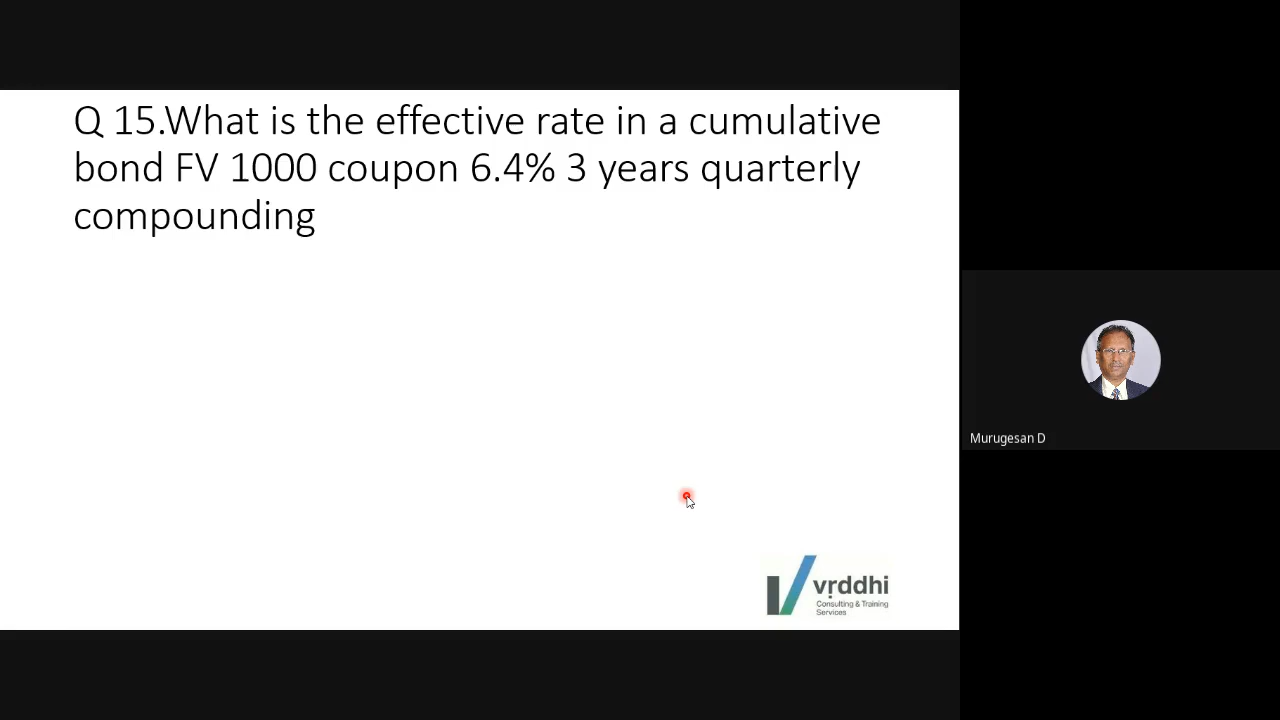 Q 15.What is the effective rate in a cumulative
bond FV 1000 coupon 6.4% 3 years quarterly
compounding
Murugesan D
vṛddhi
Consulting & Training
Services